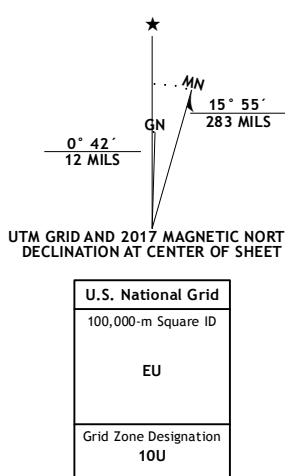 ★
MN
GN
15° 55´
283 MILS
0° 42´
12 MILS
UTM GRID AND 2017 MAGNETIC NORT
DECLINATION AT CENTER OF SHEET
U.S. National Grid
100,000-m Square ID
EU
Grid Zone Designation
10U